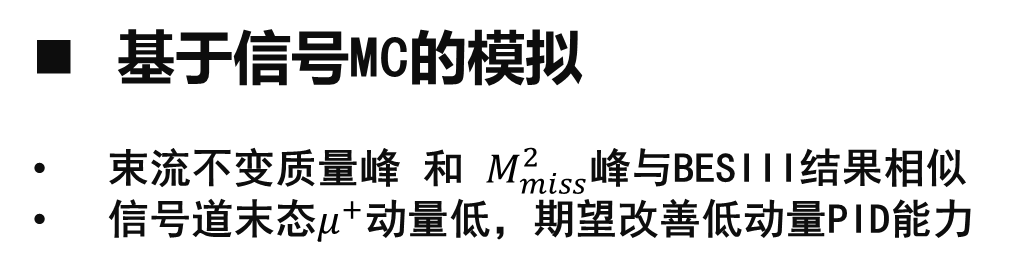 ■ 基于信号MC的模拟
• 束流不变质量峰 和 $M_{miss}^{2}$峰与BESIII结果相似
• 信号道末态$\mu^{+}$动量低，期望改善低动量PID能力